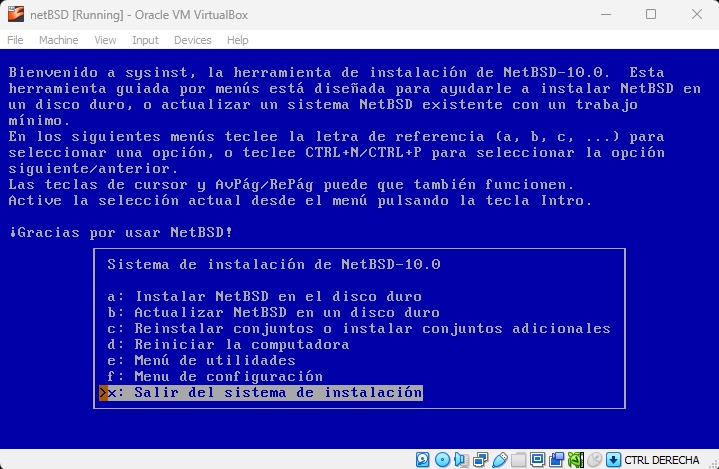 netBSD [Running] - Oracle VM VirtualBox
File Machine View Input Devices Help
Bienvenido a sysinst, la herramienta de instalación de NetBSD-10.0. Esta
herramienta guiada por menús está diseñada para ayudarle a instalar NetBSD en
un disco duro, o actualizar un sistema NetBSD existente con un trabajo
mínimo.
En los siguientes menús teclee la letra de referencia (a, b, c, ...) para
seleccionar una opción, o teclee CTRL+N/CTRL+P para seleccionar la opción
siguiente/anterior.
Las teclas de cursor y AvPág/RePág puede que también funcionen.
Active la selección actual desde el menú pulsando la tecla Intro.
¡Gracias por usar NetBSD!
Sistema de instalación de NetBSD-10.0
a: Instalar NetBSD en el disco duro
b: Actualizar NetBSD en un disco duro
c: Reinstalar conjuntos o instalar conjuntos adicionales
d: Reiniciar la computadora
e: Menú de utilidades
f: Menu de configuración
>x: Salir del sistema de instalación
CTRL DERECHA